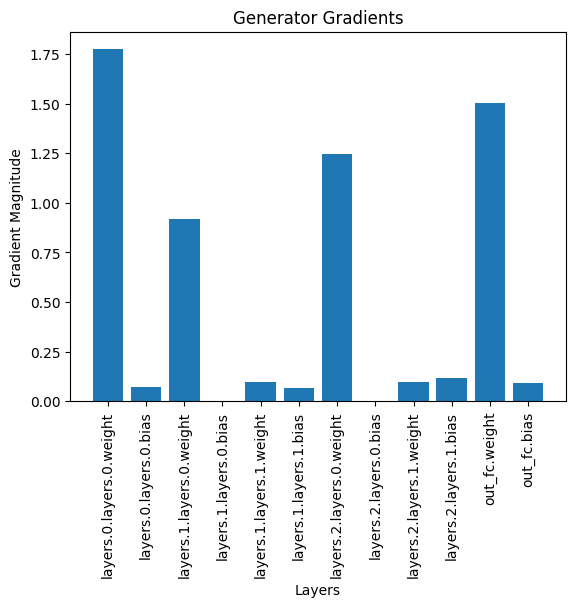 Generator Gradients
Gradient Magnitude
1.75
1.50
1.25
1.00
0.75
0.50
0.25
0.00
layers.0.layers.0.weight
layers.0.layers.0.bias
layers.1.layers.0.weight
layers.1.layers.0.bias
layers.1.layers.1.weight
layers.1.layers.1.bias
layers.2.layers.0.weight
layers.2.layers.0.bias
layers.2.layers.1.weight
layers.2.layers.1.bias
out_fc.weight
out_fc.bias
Layers